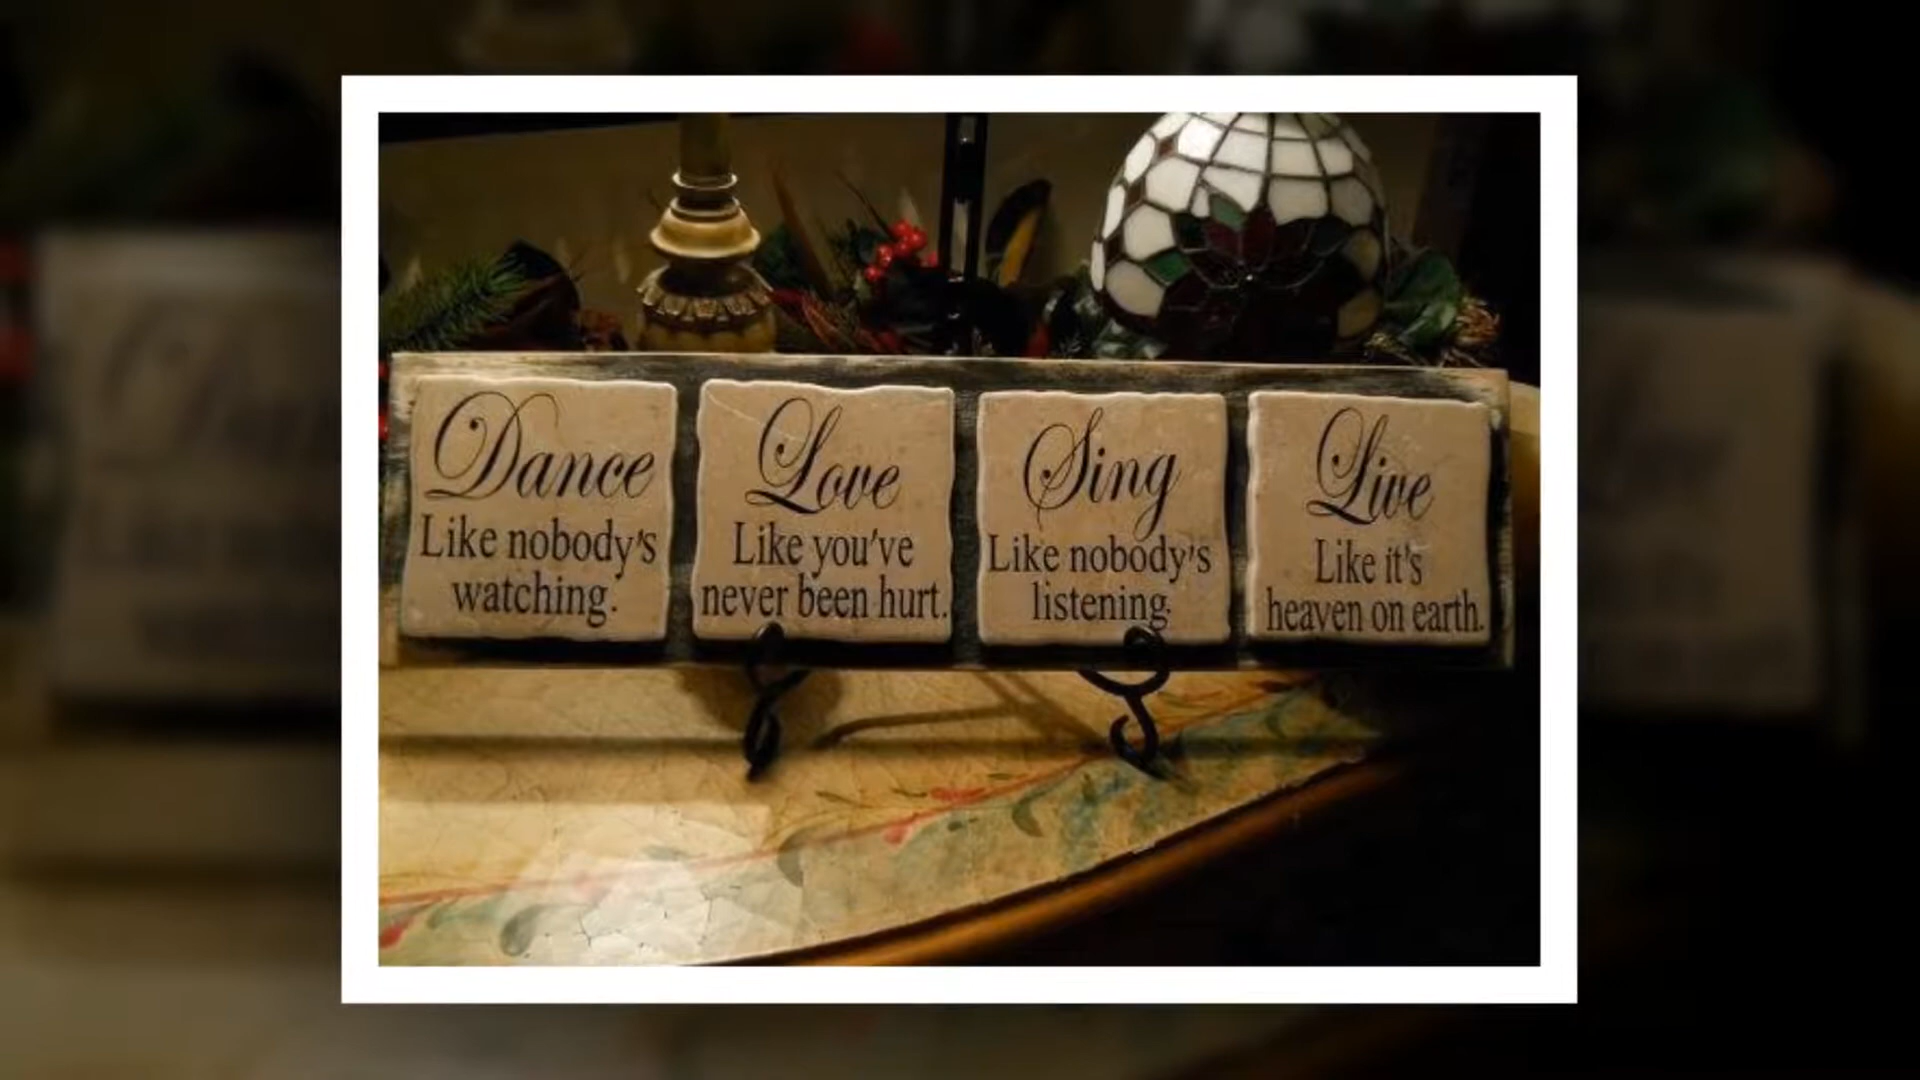 Dance
Like nobody's
watching.
Love
Like you've
never been hurt.
Sing
Like nobody's
listening.
Live
Like it's
heaven on earth.